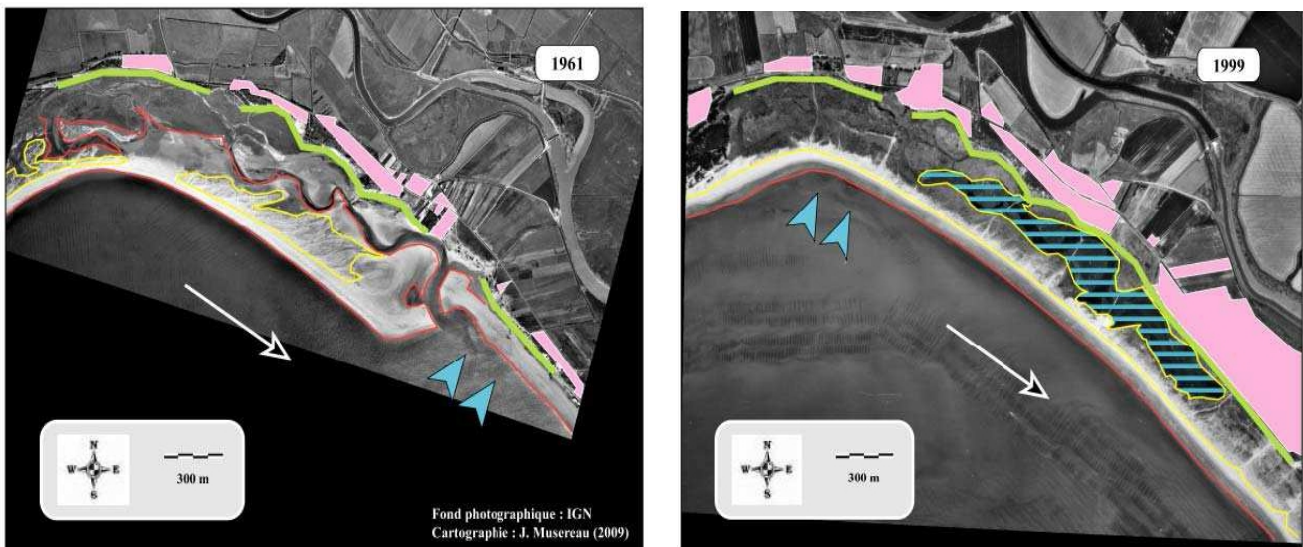 1961
N
W E
S
300 m
Fond photographique : IGN
Cartographie : J. Musereau (2009)
1999
N
W E
S
300 m